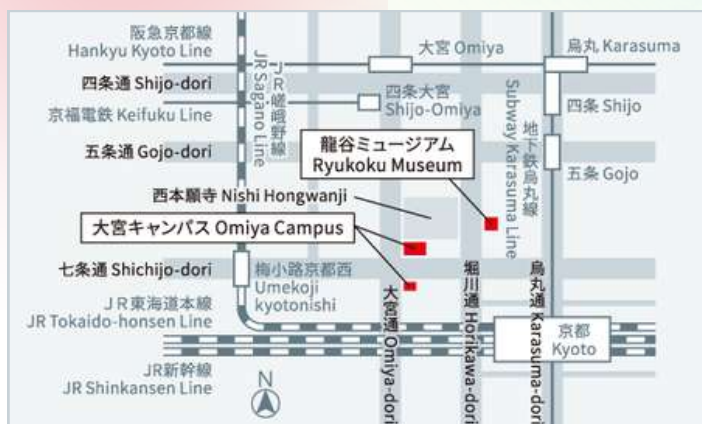 阪急京都線
Hankyu Kyoto Line
大宮 Omiya
烏丸 Karasuma
四条通 Shijo-dori
JR嵯峨野線
JR Sagano Line
京福電鉄 Keifuku Line
四条大宮
Shijo-Omiya
四条 Shijo
地下鉄烏丸線
Subway Karasuma Line
五条通 Gojo-dori
龍谷ミュージアム
Ryukoku Museum
五条 Gojo
西本願寺 Nishi Hongwanji
大宮キャンパス Omiya Campus
七条通 Shichijo-dori
梅小路京都西
Umekoji
kyotonishi
大宮通 Omiya-dori
堀川通 Horikawa-dori
烏丸通 Karasuma-dori
JR東海道本線
JR Tokaido-honsen Line
京都
Kyoto
JR新幹線
JR Shinkansen Line
N